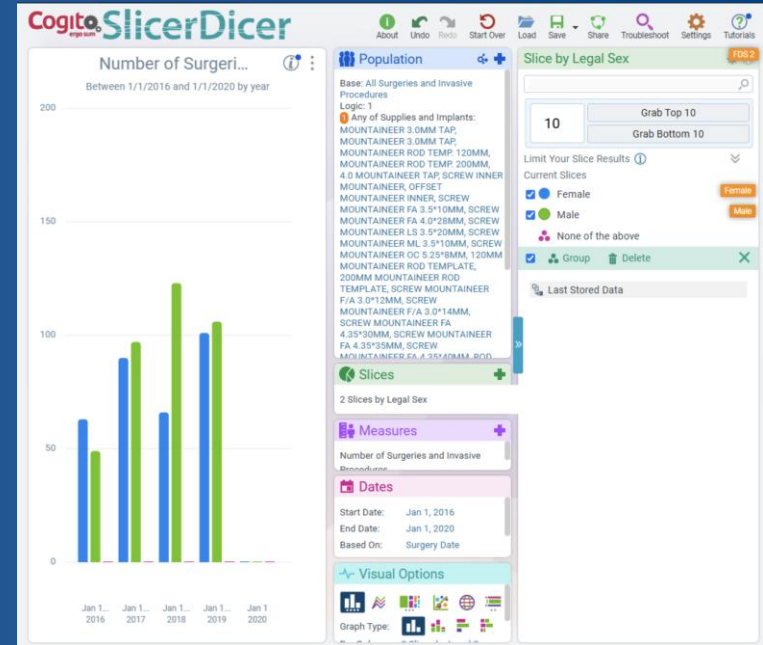 Cogito
ergo sum
SlicerDicer
About
Undo
Redo
Start Over
Load
Save
Share
Troubleshoot
Settings
Tutorials
Number of Surgeri...
Between 1/1/2016 and 1/1/2020 by year
200
150
100
50
0
Jan 1... 2016
Jan 1... 2017
Jan 1... 2018
Jan 1... 2019
Jan 1 2020
Population
Base: All Surgeries and Invasive
Procedures
Logic: 1
1 Any of Supplies and Implants:
MOUNTAINEER 3.0MM TAP,
MOUNTAINEER 3.0MM TAP,
MOUNTAINEER ROD TEMP. 120MM,
MOUNTAINEER ROD TEMP. 200MM,
4.0 MOUNTAINEER TAP, SCREW INNER
MOUNTAINEER, OFFSET
MOUNTAINEER INNER, SCREW
MOUNTAINEER FA 3.5*10MM, SCREW
MOUNTAINEER FA 4.0*28MM, SCREW
MOUNTAINEER LS 3.5*20MM, SCREW
MOUNTAINEER ML 3.5*10MM, SCREW
MOUNTAINEER OC 5.25*8MM, 120MM
MOUNTAINEER ROD TEMPLATE,
200MM MOUNTAINEER ROD
TEMPLATE, SCREW MOUNTAINEER
F/A 3.0*12MM, SCREW
MOUNTAINEER F/A 3.0*14MM,
SCREW MOUNTAINEER FA
4.35*30MM, SCREW MOUNTAINEER
FA 4.35*35MM, SCREW
MOUNTAINEER FA 4.35*40MM, ROD
Slices
2 Slices by Legal Sex
Measures
Number of Surgeries and Invasive
Procedures
Dates
Start Date: Jan 1, 2016
End Date: Jan 1, 2020
Based On: Surgery Date
Visual Options
Graph Type:
Slice by Legal Sex
FDS 2
10
Grab Top 10
Grab Bottom 10
Limit Your Slice Results
Current Slices
Female
Female
Male
Male
None of the above
Group
Delete
Last Stored Data